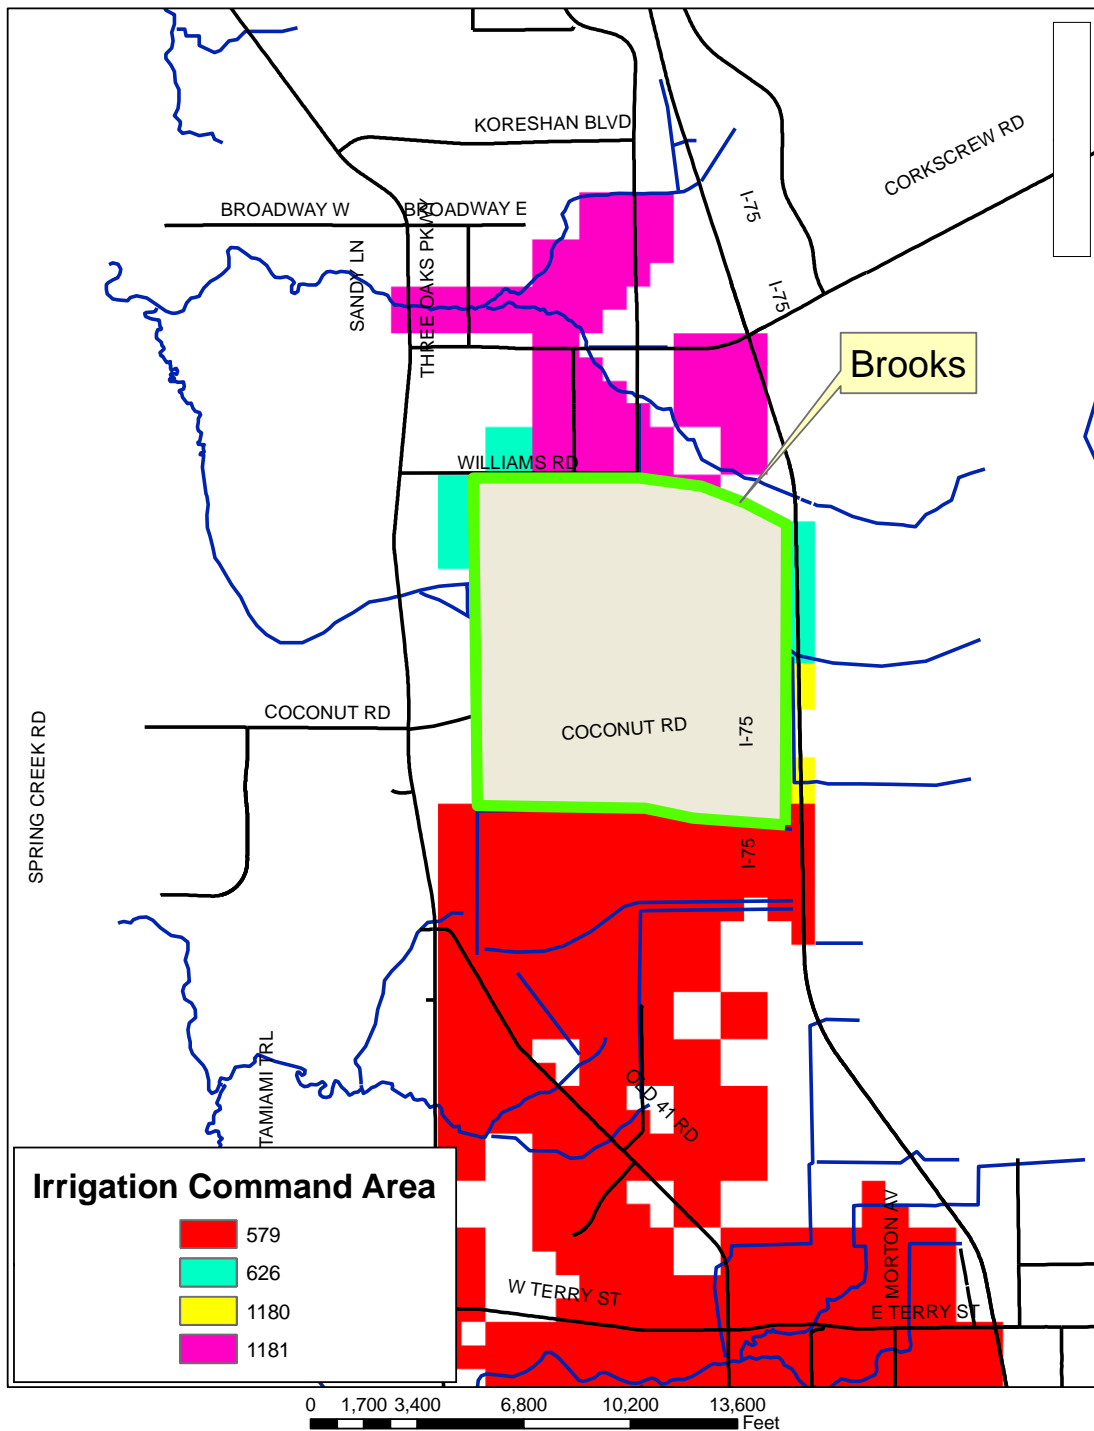 KORESHAN BLVD
CORKSCREW RD
BROADWAY W
BROADWAY E
I-75
SANDY LN
THREE OAKS PKWY
I-75
Brooks
WILLIAMS RD
COCONUT RD
COCONUT RD
I-75
SPRING CREEK RD
I-75
TAMIAMI TRL
OLD 41 RD
Irrigation Command Area
579
626
1180
1181
MORTON AV
W TERRY ST
E TERRY ST
0 1,700 3,400 6,800 10,200 13,600
Feet